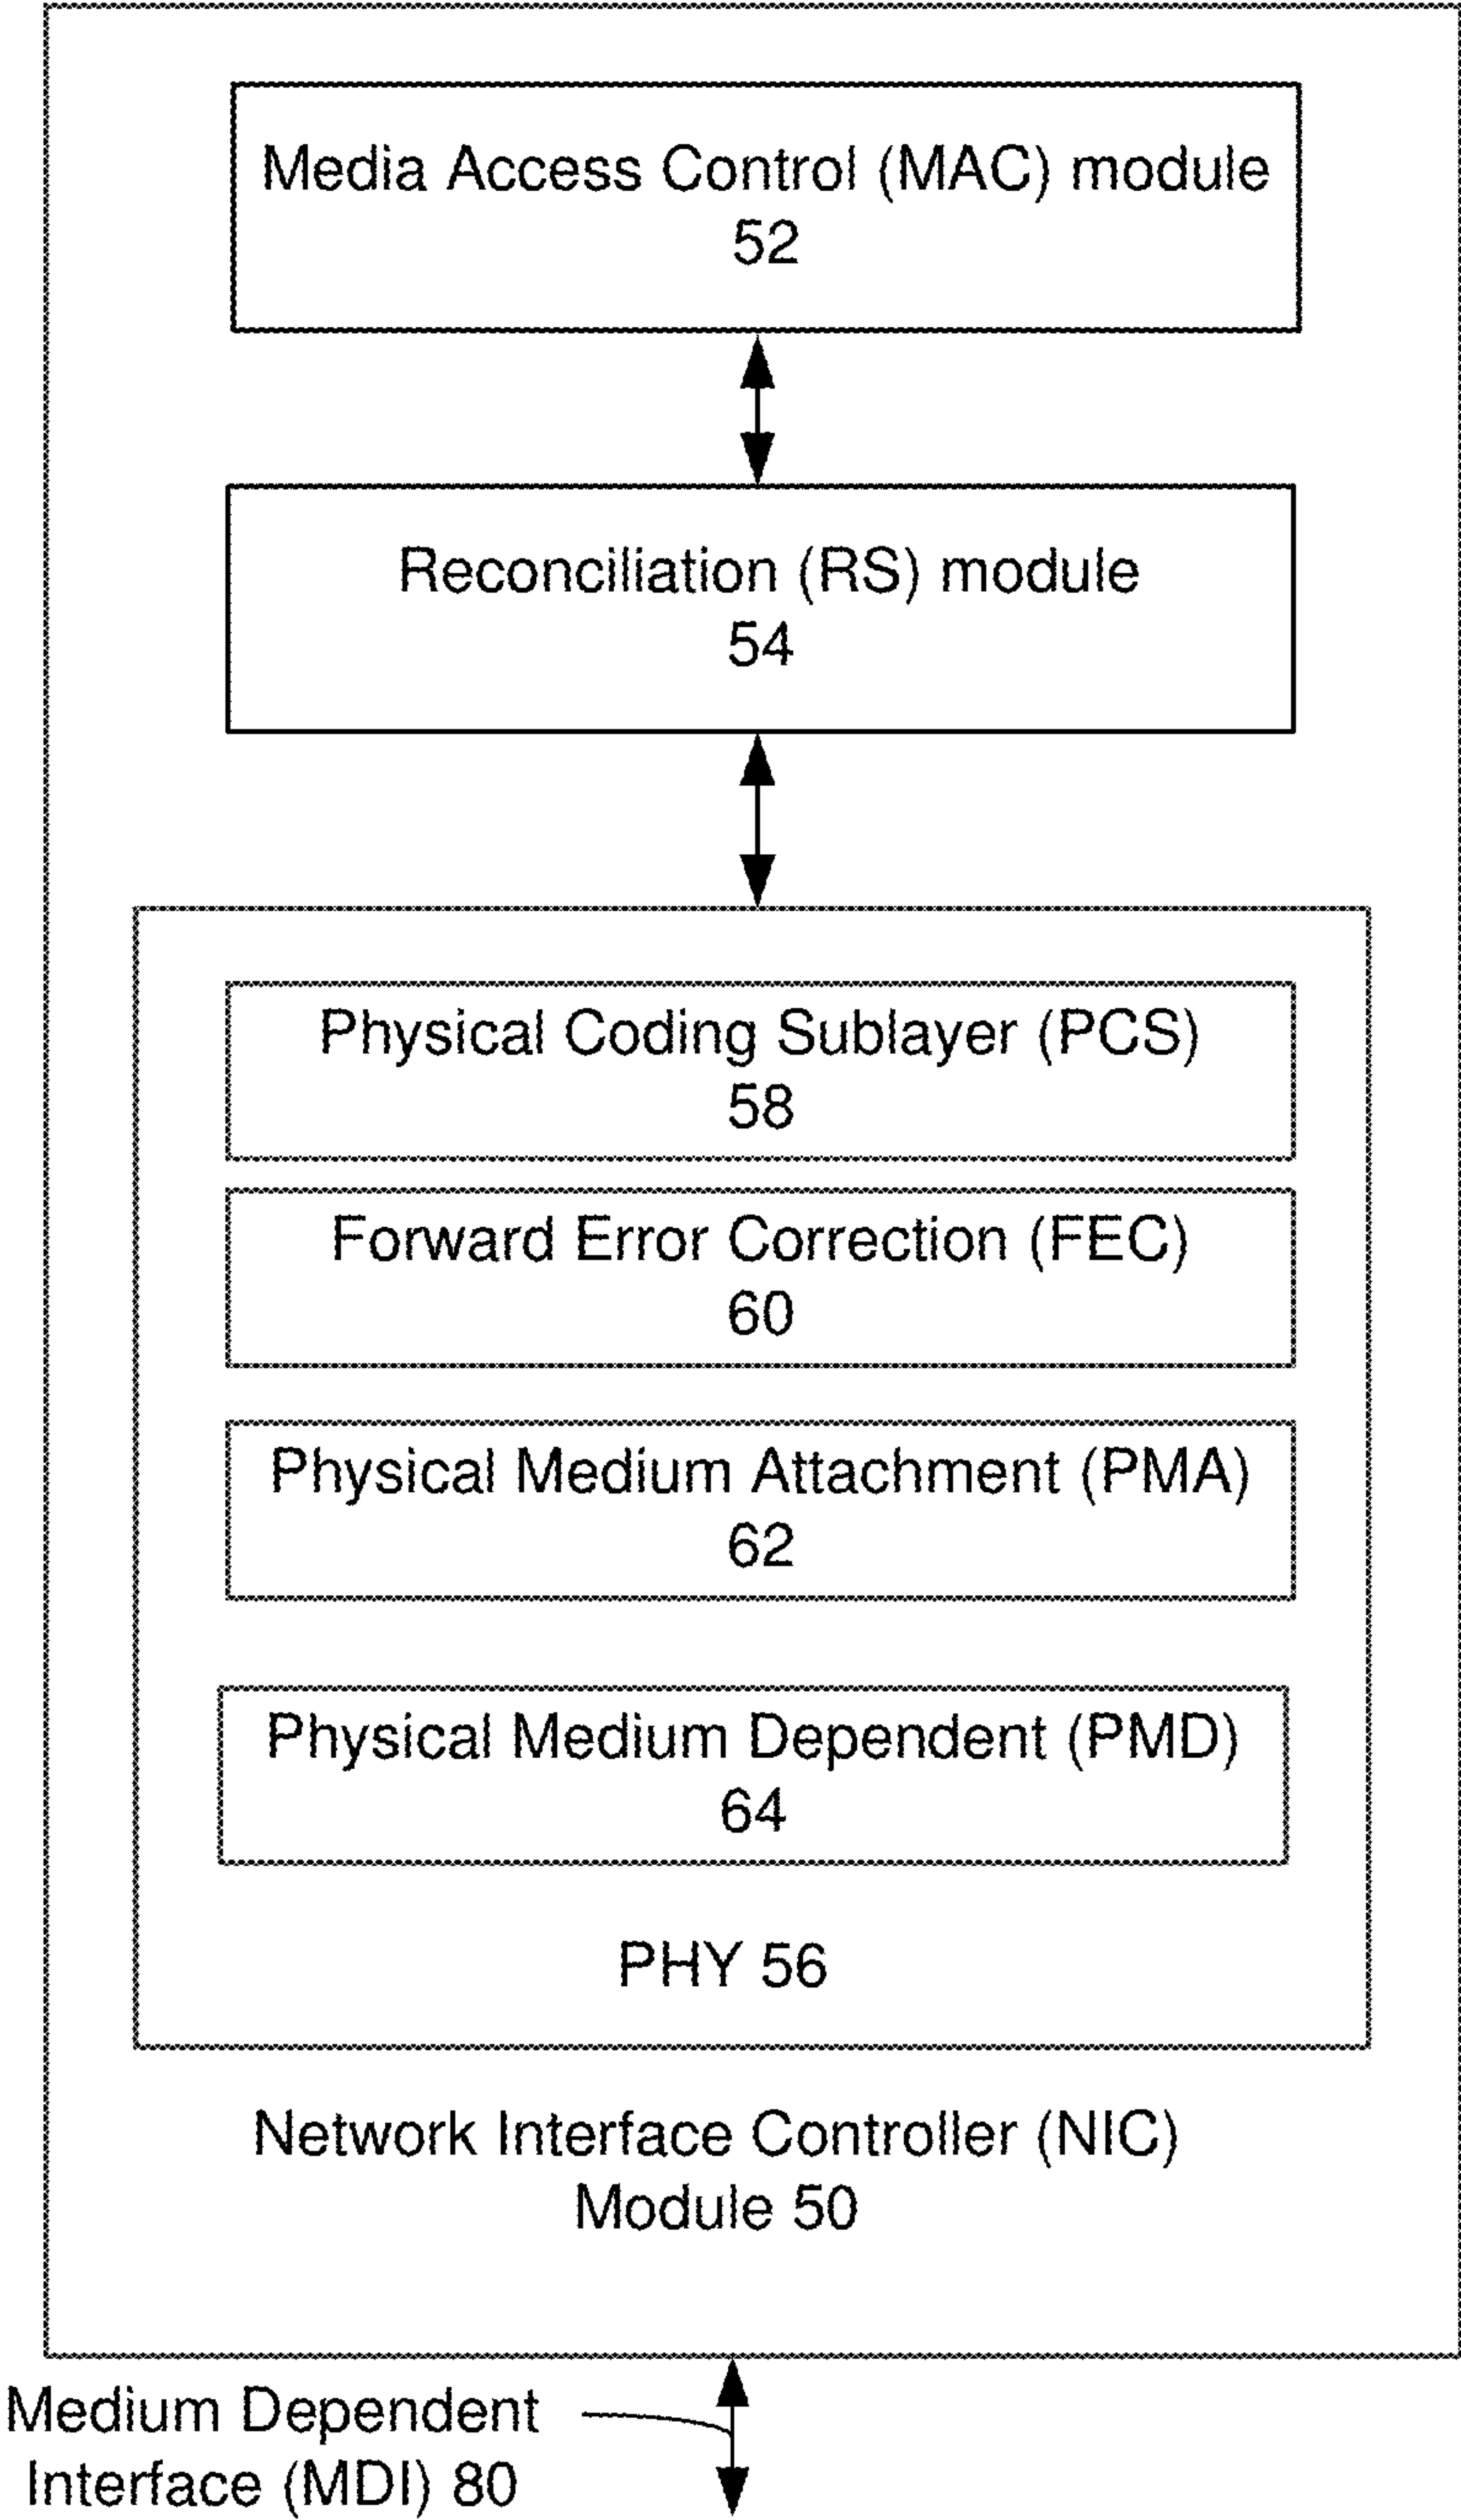 Media Access Control (MAC) module
52
Reconciliation (RS) module
54
Physical Coding Sublayer (PCS)
58
Forward Error Correction (FEC)
60
Physical Medium Attachment (PMA)
62
Physical Medium Dependent (PMD)
64
PHY 56
Network Interface Controller (NIC)
Module 50
Medium Dependent
Interface (MDI) 80